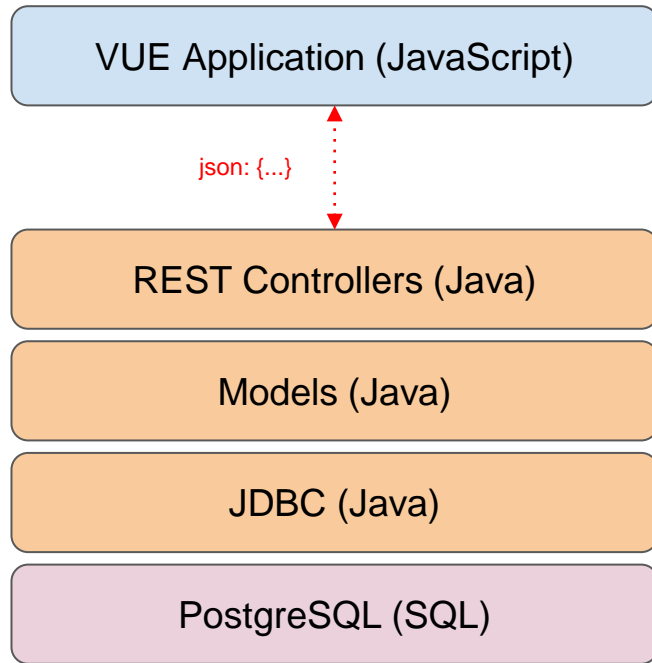 VUE Application (JavaScript)
json: {...}
REST Controllers (Java)
Models (Java)
JDBC (Java)
PostgreSQL (SQL)